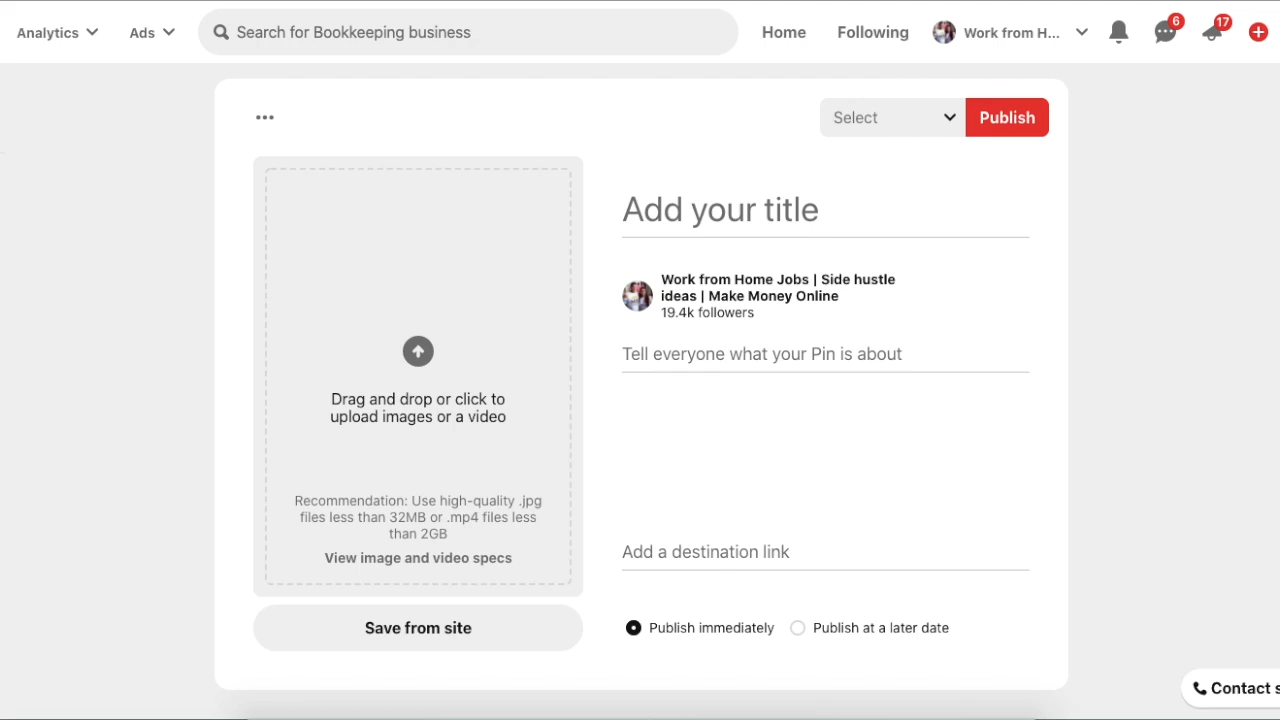 Analytics
Ads
Search for Bookkeeping business
Home
Following
Work from H...
6
17
Select
Publish
Add your title
Work from Home Jobs | Side hustle
ideas | Make Money Online
19.4k followers
Tell everyone what your Pin is about
Drag and drop or click to
upload images or a video
Recommendation: Use high-quality .jpg
files less than 32MB or .mp4 files less
than 2GB
View image and video specs
Add a destination link
Save from site
Publish immediately
Publish at a later date
Contact s